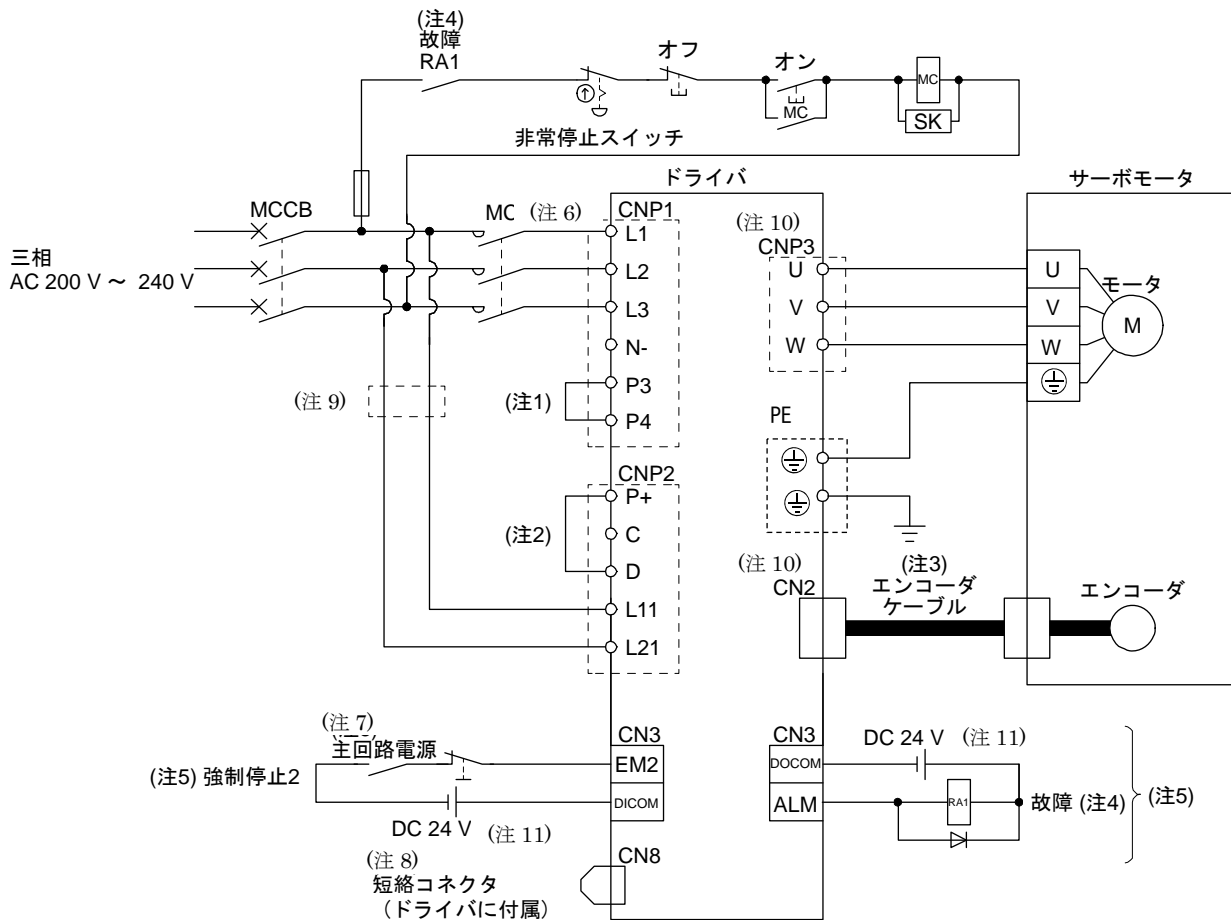 (注4)
故障
RA1
オフ
オン
MC
MC
SK
非常停止スイッチ
ドライバ
サーボモータ
MCCB
MC
(注 6)
CNP1
(注 10)
CNP3
三相
AC 200 V ～ 240 V
L1
L2
L3
N-
P3
P4
U
V
W
U
V
W
モータ
M
(注 9)
(注1)
PE
CNP2
P+
C
D
L11
L21
(注2)
(注 10)
CN2
(注3)
エンコーダ
ケーブル
エンコーダ
(注 7)
主回路電源
(注5) 強制停止2
CN3
EM2
DICOM
DC 24 V
(注 11)
CN3
DOCOM
ALM
DC 24 V
(注 11)
RA1
故障 (注4)
(注5)
(注 8)
短絡コネクタ
（ドライバに付属）
CN8